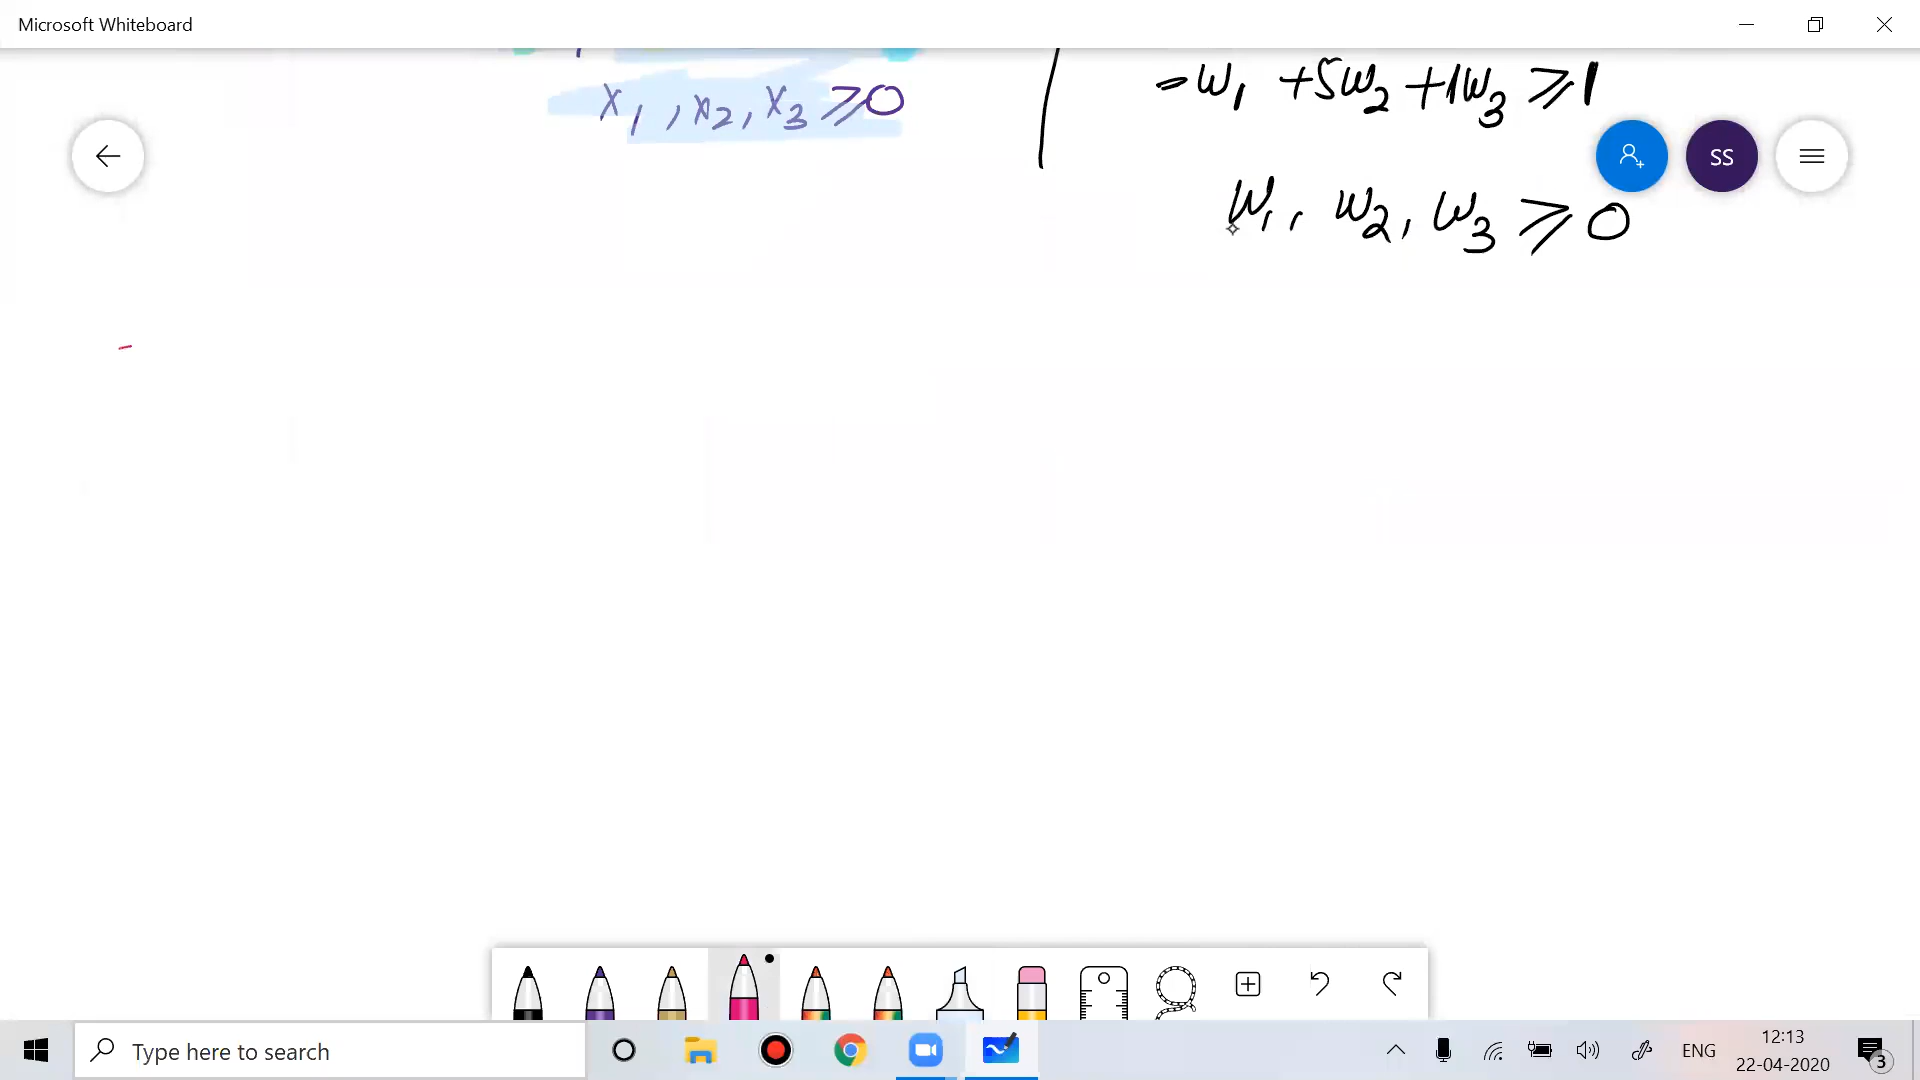 Microsoft Whiteboard
x1, x2, x3 ⩾0
-w1 +5w2 +1w3 ⩾1
SS
w1, w2, w3 ⩾ 0
Type here to search
ENG
12:13
22-04-2020
3